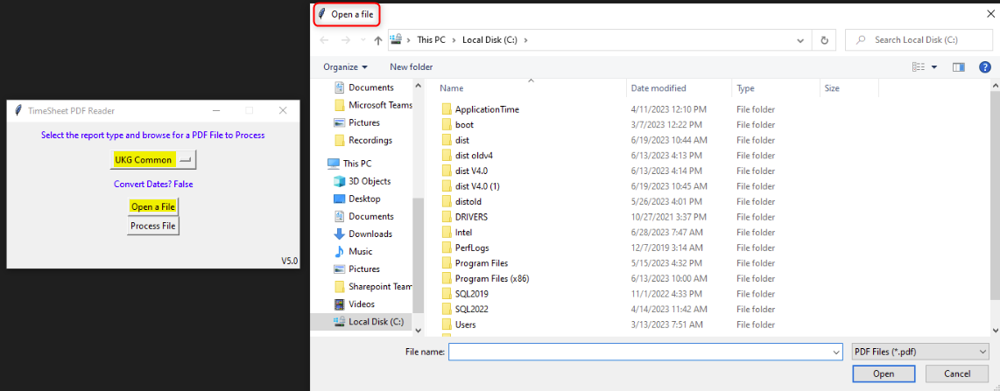 TimeSheet PDF Reader
Select the report type and browse for a PDF File to Process
UKG Common
Convert Dates? False
Open a File
Process File
V5.0
Open a file
This PC > Local Disk (C:) >
Search Local Disk (C:)
Organize
New folder
Documents
Microsoft Teams
Pictures
Recordings
This PC
3D Objects
Desktop
Documents
Downloads
Music
Pictures
Sharepoint Team
Videos
Local Disk (C:)
Name Date modified Type Size
ApplicationTime 4/11/2023 12:10 PM File folder
boot 3/7/2023 12:22 PM File folder
dist 6/19/2023 10:44 AM File folder
dist oldv4 6/13/2023 4:13 PM File folder
dist V4.0 6/13/2023 4:14 PM File folder
dist V4.0 (1) 6/19/2023 10:45 AM File folder
distold 5/26/2023 4:01 PM File folder
DRIVERS 10/27/2021 3:37 PM File folder
Intel 6/28/2023 7:47 AM File folder
PerfLogs 12/7/2019 3:14 AM File folder
Program Files 5/15/2023 4:32 PM File folder
Program Files (x86) 6/13/2023 10:00 AM File folder
SQL2019 11/1/2022 4:33 PM File folder
SQL2022 4/14/2023 11:42 AM File folder
Users 3/13/2023 7:51 AM File folder
File name:
PDF Files (*.pdf)
Open
Cancel